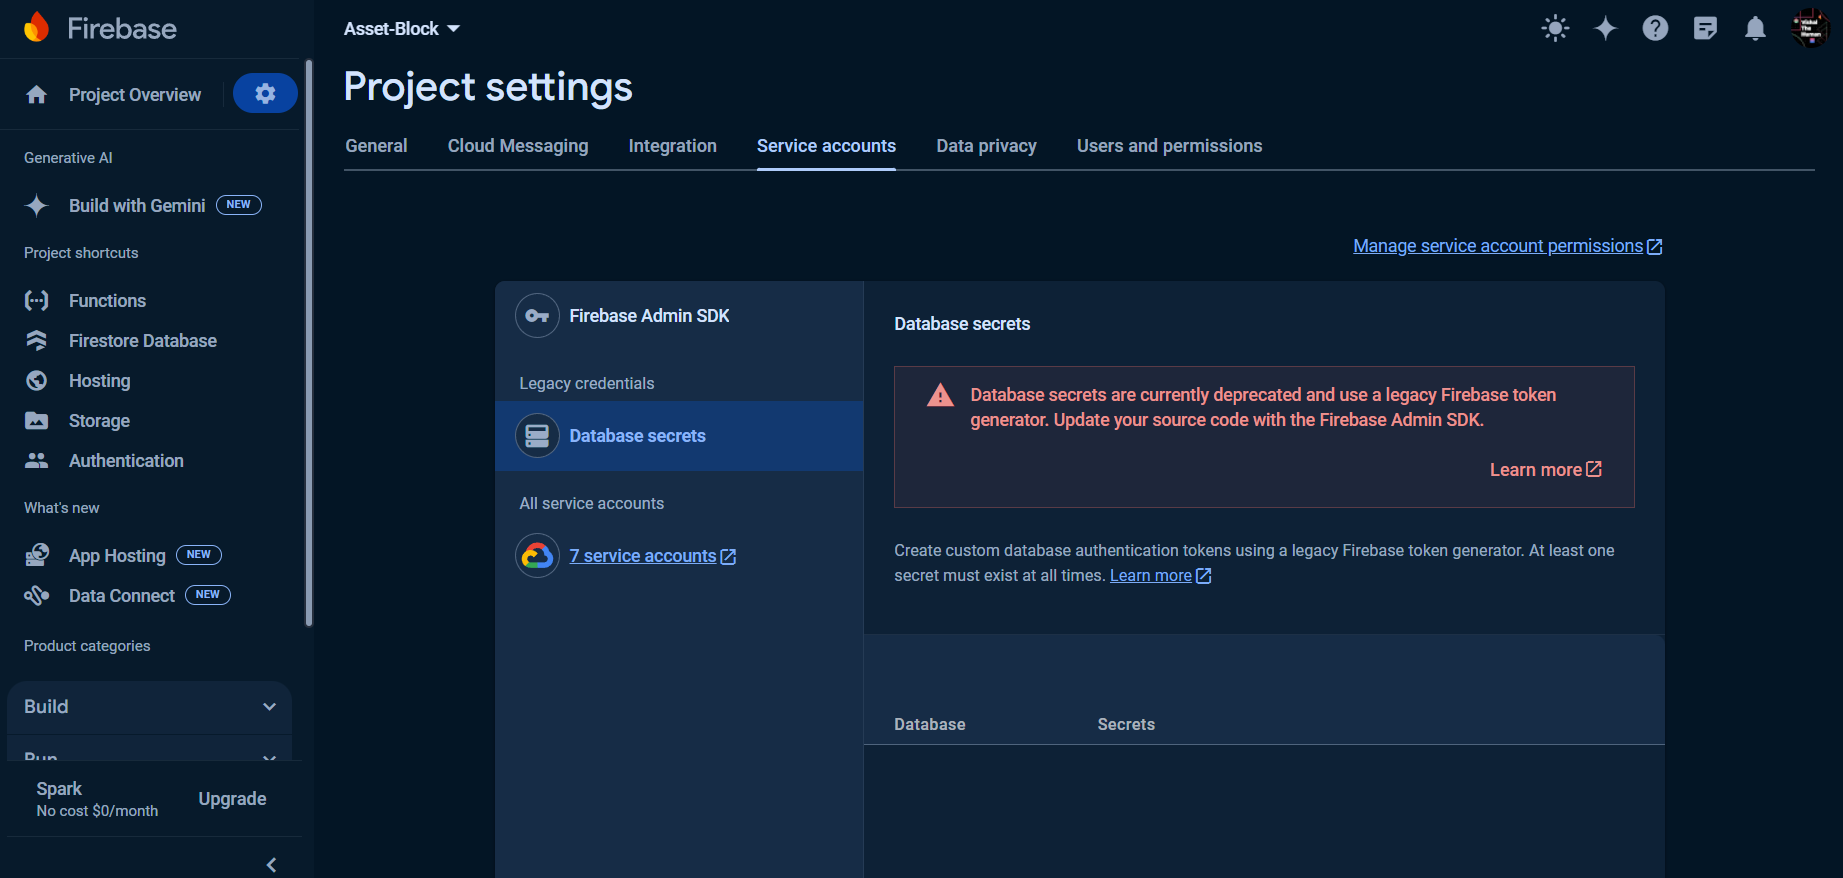 Firebase
Project Overview
Generative AI
Build with Gemini NEW
Project shortcuts
Functions
Firestore Database
Hosting
Storage
Authentication
What's new
App Hosting NEW
Data Connect NEW
Product categories
Build
Run
Spark
No cost $0/month
Upgrade
Asset-Block
Project settings
General Cloud Messaging Integration Service accounts Data privacy Users and permissions
Manage service account permissions
Firebase Admin SDK
Legacy credentials
Database secrets
All service accounts
7 service accounts
Database secrets
Database secrets are currently deprecated and use a legacy Firebase token
generator. Update your source code with the Firebase Admin SDK.
Learn more
Create custom database authentication tokens using a legacy Firebase token generator. At least one
secret must exist at all times. Learn more
Database Secrets